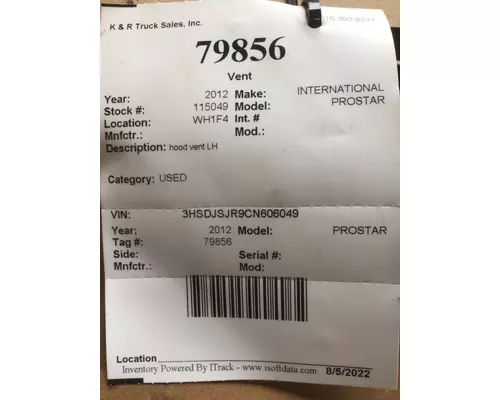 K & R Truck Sales, Inc.
79856
Vent
Year: 2012 Make: INTERNATIONAL
Stock #: 115049 Model: PROSTAR
Location: WH1F4 Int. #
Mnfctr.: Mod.:
Description: hood vent LH
Category: USED
VIN: 3HSDJSJR9CN606049
Year: 2012 Model: PROSTAR
Tag #: 79856
Side: Serial #:
Mnfctr.: Mod:
Location
Inventory Powered By ITrack - www.isoftdata.com 8/5/2022